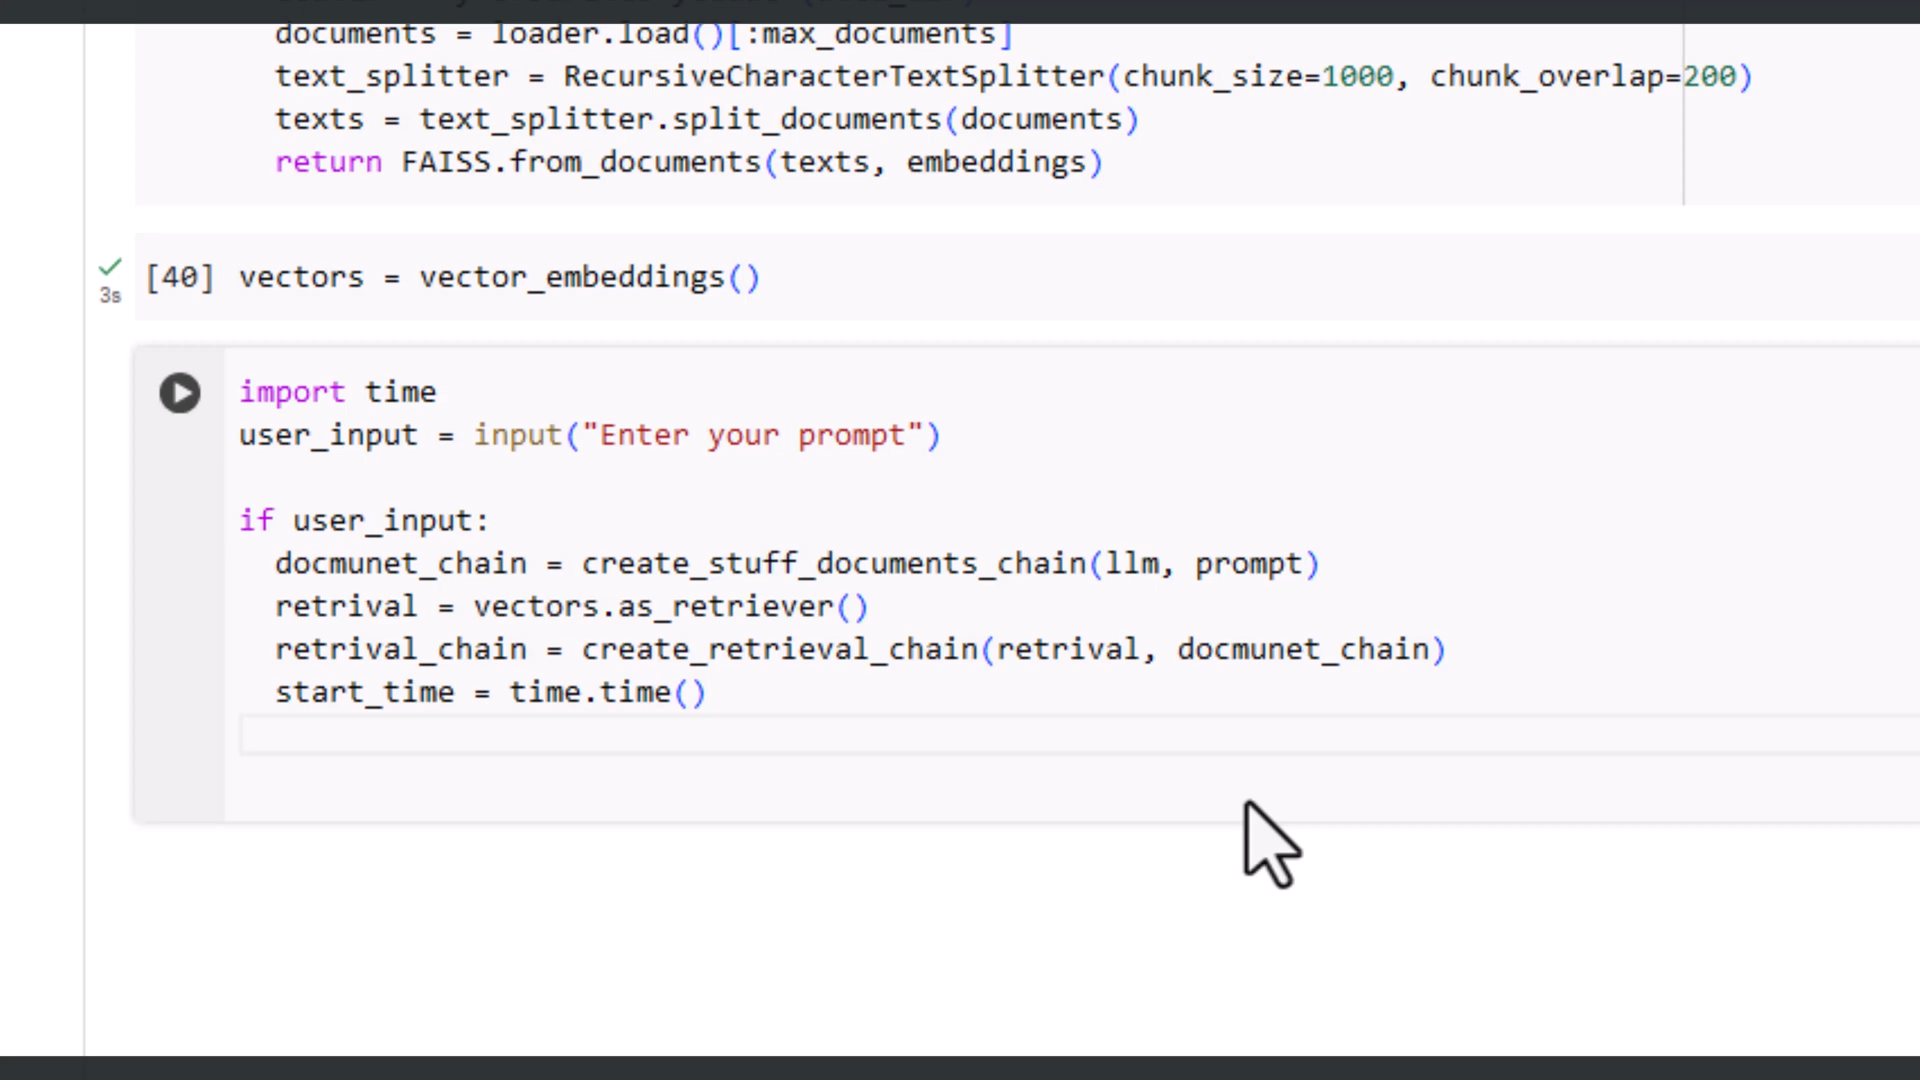 documents = loader.load()[:max_documents]
text_splitter = RecursiveCharacterTextSplitter(chunk_size=1000, chunk_overlap=200)
texts = text_splitter.split_documents(documents)
return FAISS.from_documents(texts, embeddings)
[40] vectors = vector_embeddings()
3s
import time
user_input = input("Enter your prompt")
if user_input:
docmunet_chain = create_stuff_documents_chain(llm, prompt)
retrival = vectors.as_retriever()
retrival_chain = create_retrieval_chain(retrival, docmunet_chain)
start_time = time.time()